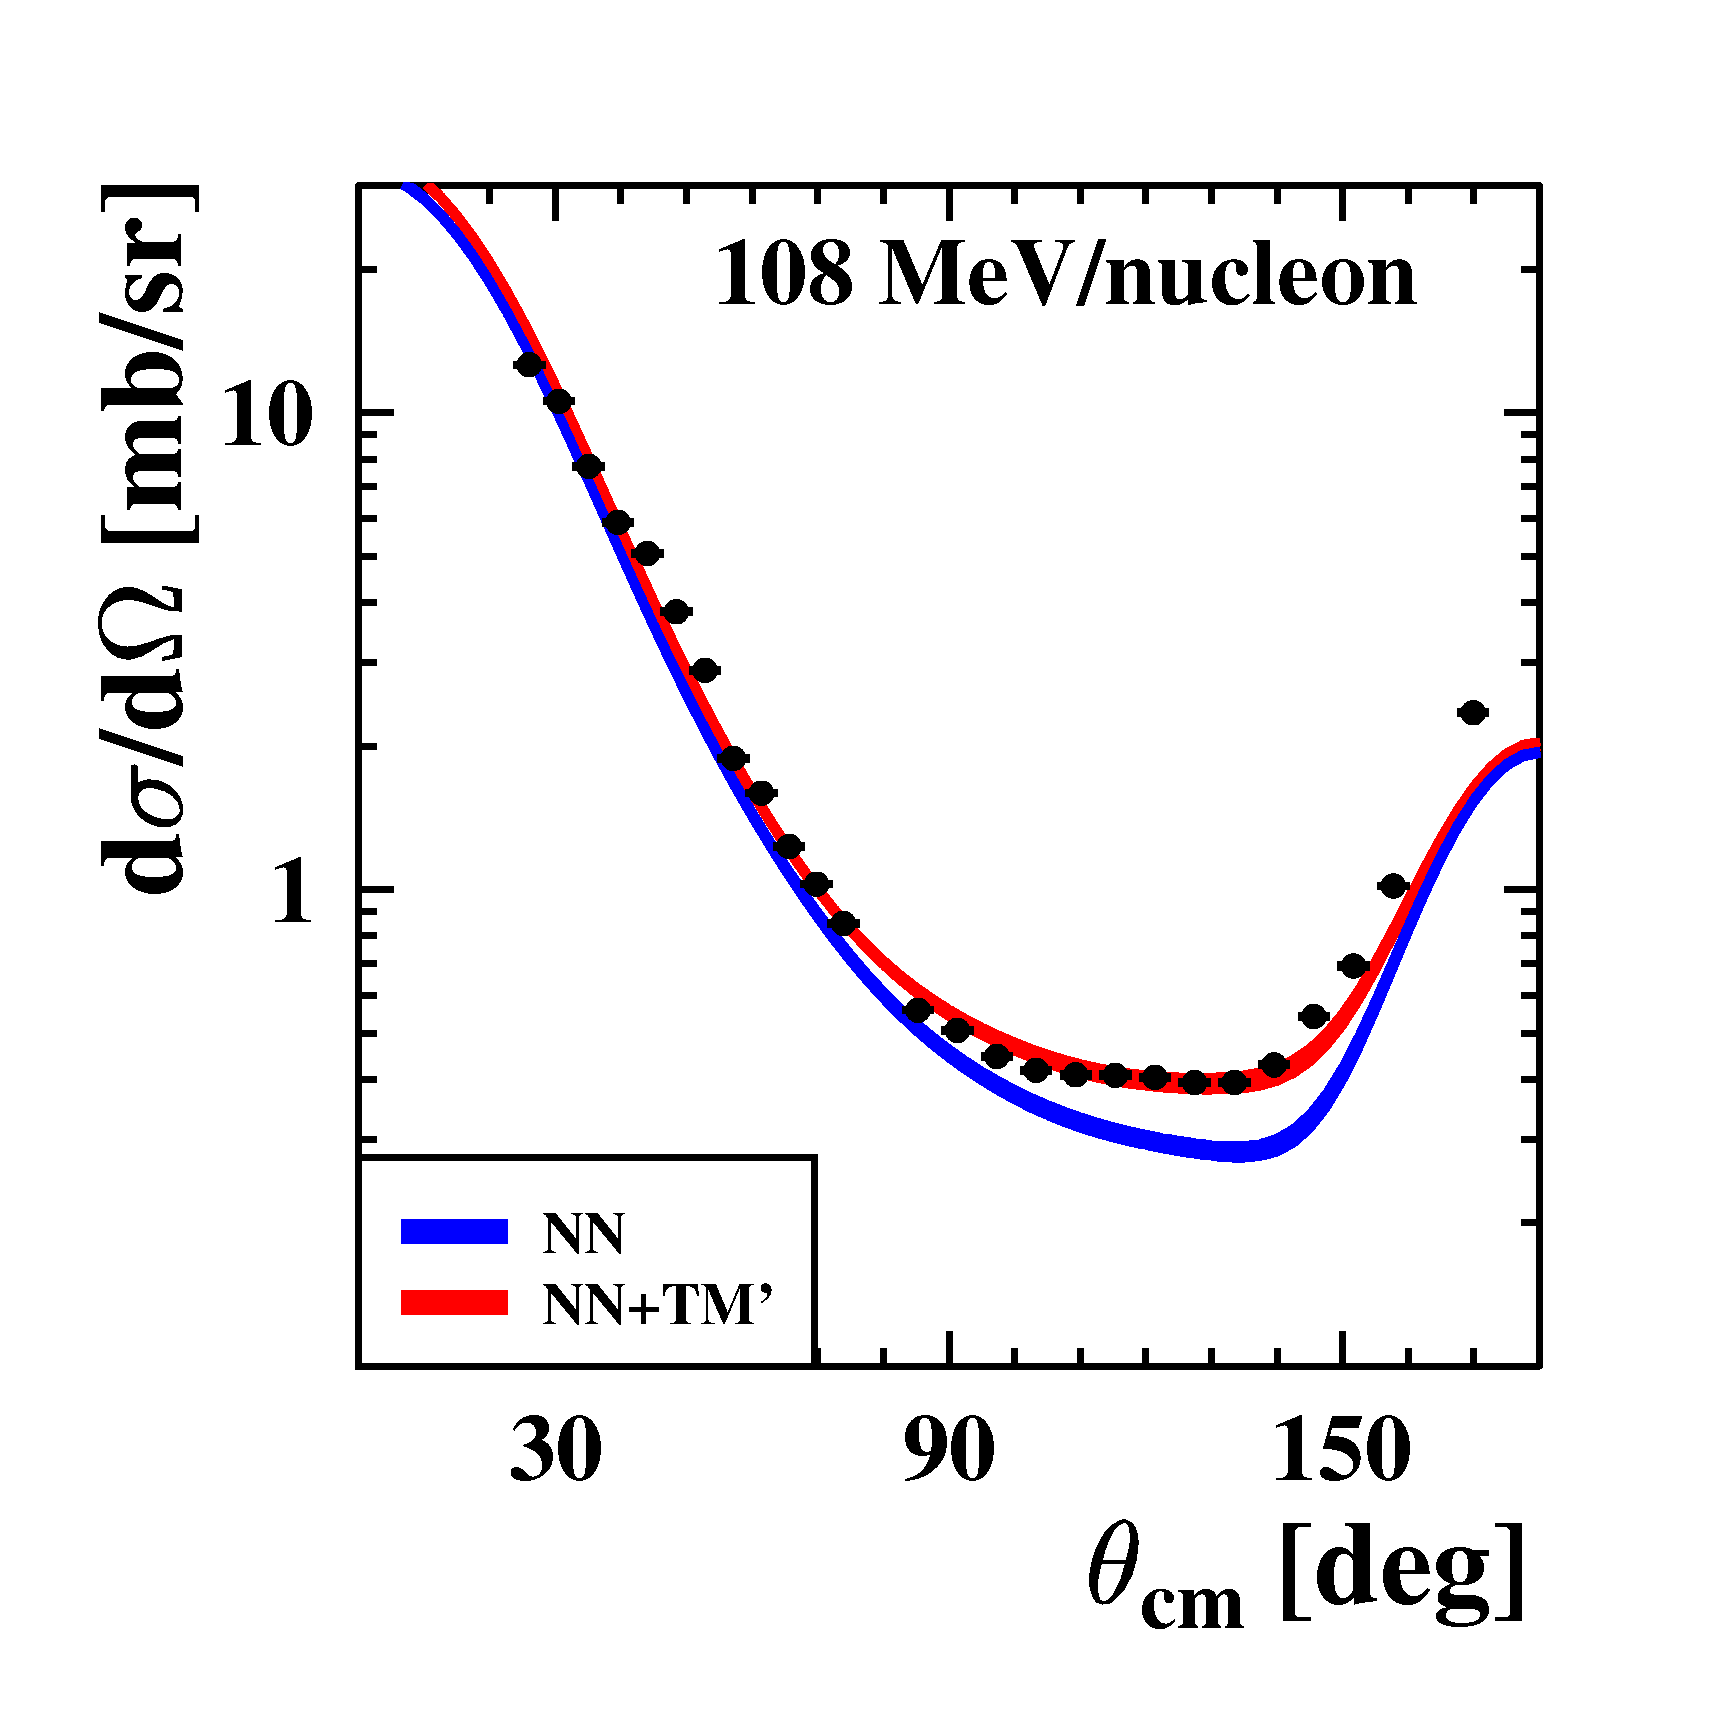 108 MeV/nucleon
dσ/dΩ [mb/sr]
10
1
NN
NN+TM’
30 90 150
θcm [deg]